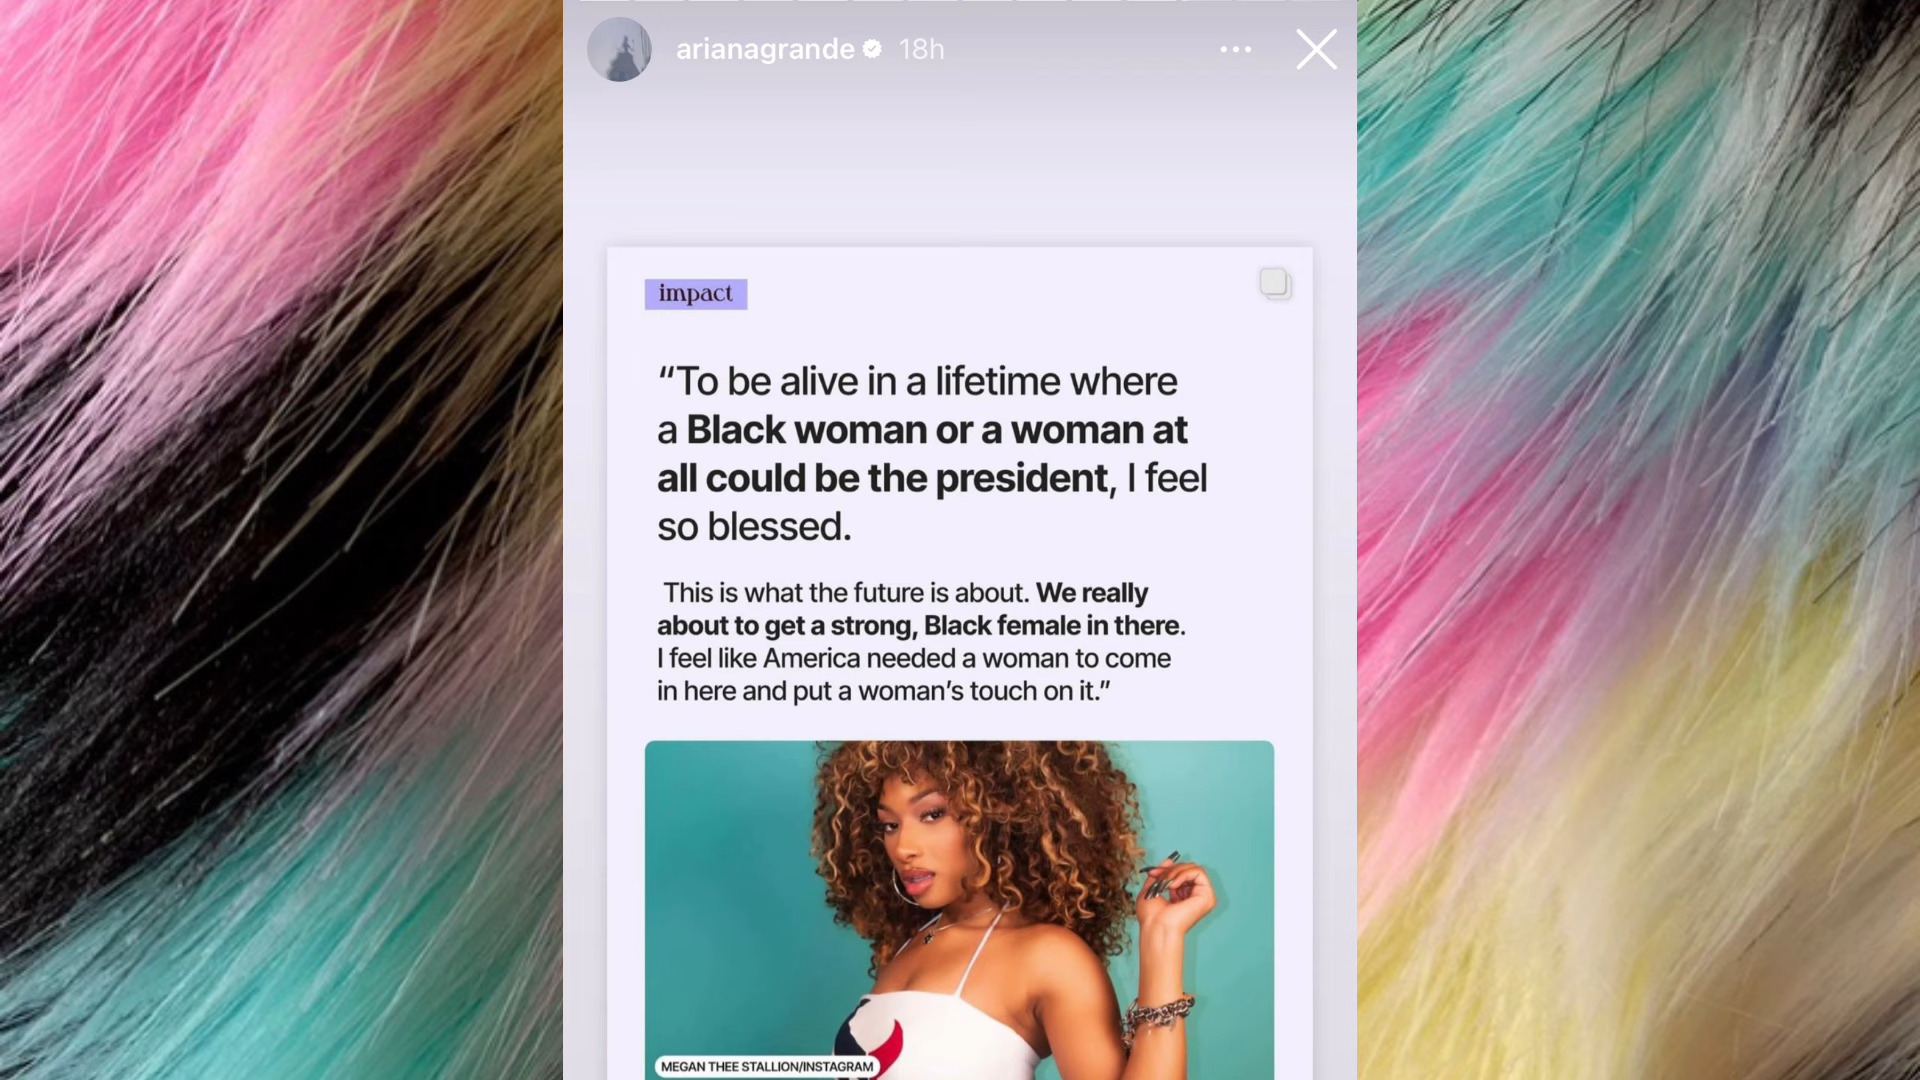 arianagrande 18h
impact
“To be alive in a lifetime where
a Black woman or a woman at
all could be the president, I feel
so blessed.
This is what the future is about. We really
about to get a strong, Black female in there.
I feel like America needed a woman to come
in here and put a woman’s touch on it.”
MEGAN THEE STALLION/INSTAGRAM